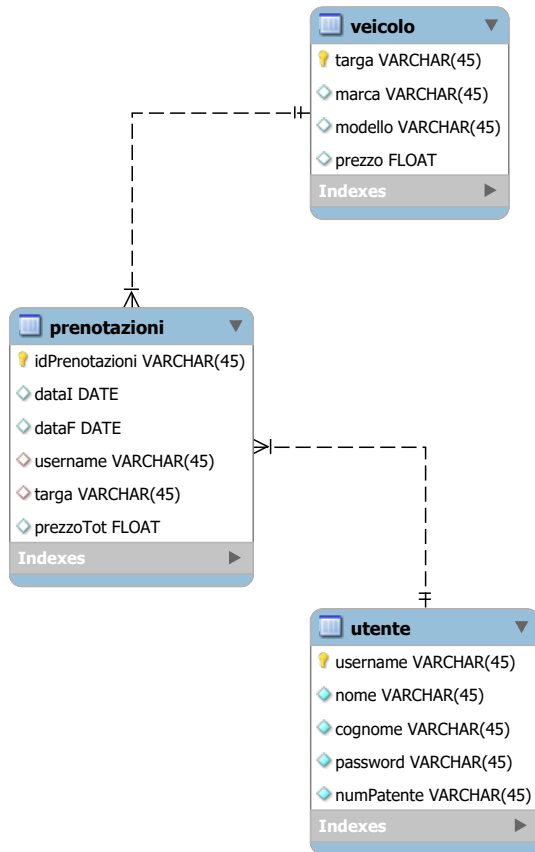 veicolo
targa VARCHAR(45)
marca VARCHAR(45)
modello VARCHAR(45)
prezzo FLOAT
Indexes
prenotazioni
idPrenotazioni VARCHAR(45)
dataI DATE
dataF DATE
username VARCHAR(45)
targa VARCHAR(45)
prezzoTot FLOAT
Indexes
utente
username VARCHAR(45)
nome VARCHAR(45)
cognome VARCHAR(45)
password VARCHAR(45)
numPatente VARCHAR(45)
Indexes